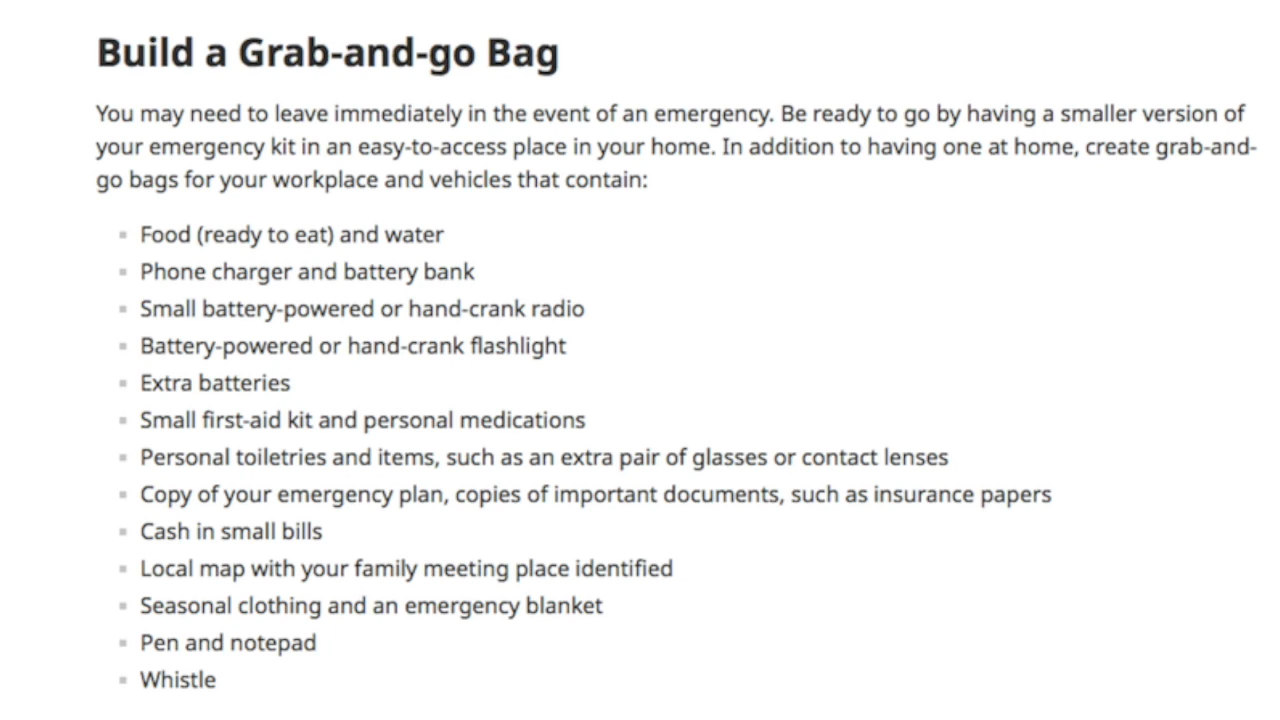 Build a Grab-and-go Bag
You may need to leave immediately in the event of an emergency. Be ready to go by having a smaller version of
your emergency kit in an easy-to-access place in your home. In addition to having one at home, create grab-and-
go bags for your workplace and vehicles that contain:
Food (ready to eat) and water
Phone charger and battery bank
Small battery-powered or hand-crank radio
Battery-powered or hand-crank flashlight
Extra batteries
Small first-aid kit and personal medications
Personal toiletries and items, such as an extra pair of glasses or contact lenses
Copy of your emergency plan, copies of important documents, such as insurance papers
Cash in small bills
Local map with your family meeting place identified
Seasonal clothing and an emergency blanket
Pen and notepad
Whistle